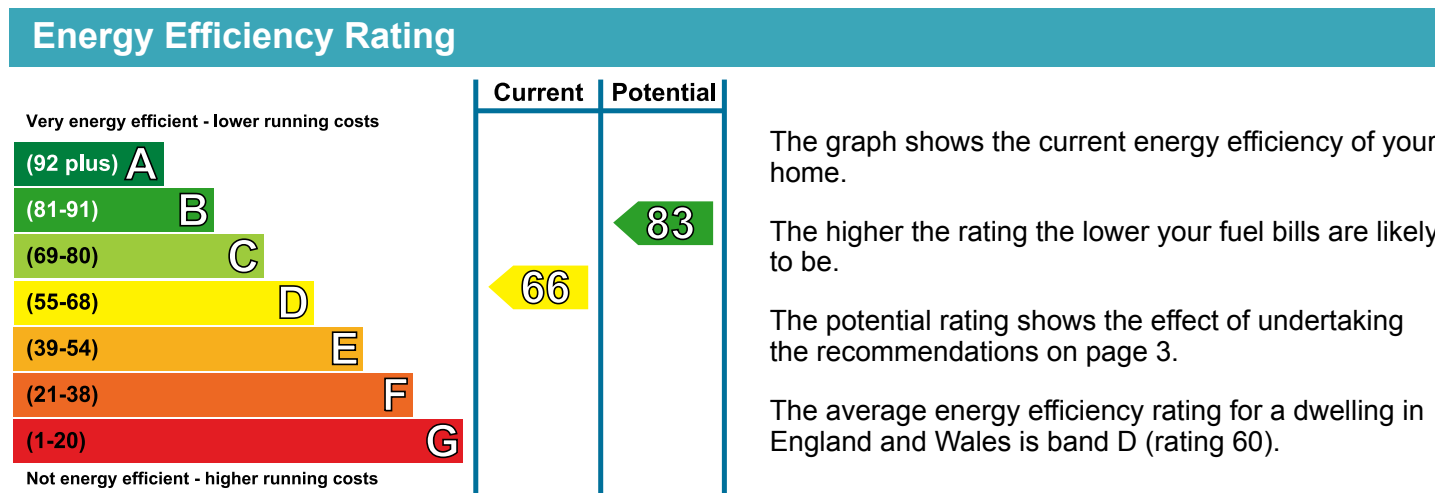 Energy Efficiency Rating
Current Potential
Very energy efficient - lower running costs
(92 plus) A
(81-91) B
(69-80) C
(55-68) D
(39-54) E
(21-38) F
(1-20) G
Not energy efficient - higher running costs
83
66
The graph shows the current energy efficiency of your
home.
The higher the rating the lower your fuel bills are likely
to be.
The potential rating shows the effect of undertaking
the recommendations on page 3.
The average energy efficiency rating for a dwelling in
England and Wales is band D (rating 60).